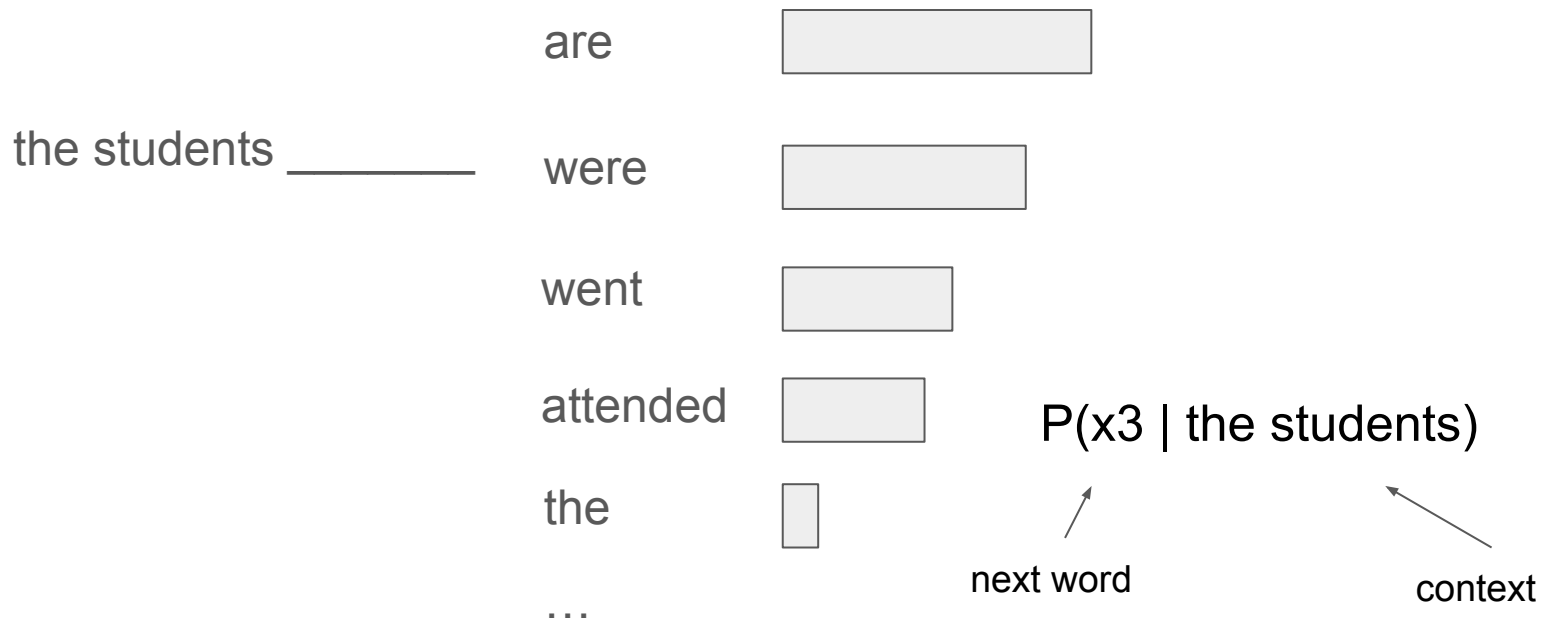 the students _______
are
were
went
attended
the
…
P(x3 | the students)
next word
context